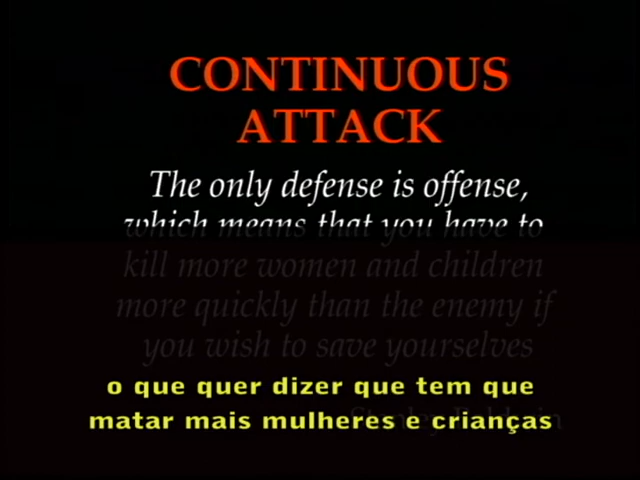 CONTINUOUS
ATTACK
The only defense is offense,
which means that you have to
kill more women and children
more quickly than the enemy if
you wish to save yourselves
o que quer dizer que tem que
matar mais mulheres e crianças